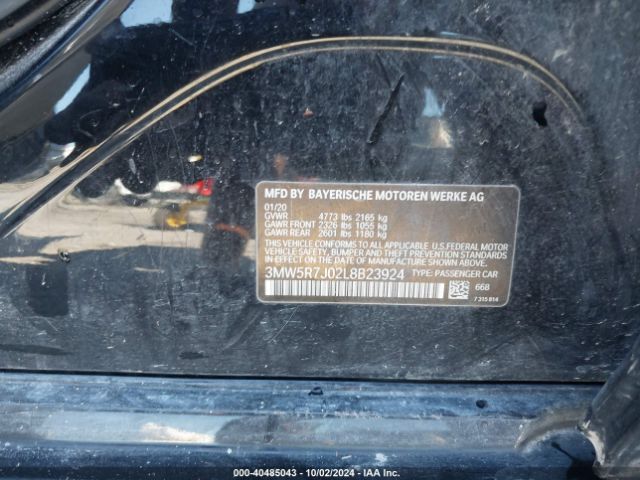 MFD BY BAYERISCHE MOTOREN WERKE AG
01/20
GVWR 4773 lbs 2165 kg
GAWR FRONT 2326 lbs 1055 kg
GAWR REAR 2601 lbs 1180 kg
THIS VEHICLE CONFORMS TO ALL APPLICABLE U.S.FEDERAL MOTOR
VEHICLE SAFETY, BUMPER, AND THEFT PREVENTION STANDARDS
IN EFFECT ON THE DATE OF MANUFACTURE SHOWN ABOVE.
3MW5R7J02L8B23924 TYPE: PASSENGER CAR
668
7 315 814
000-40485043 - 10/02/2024 - IAA Inc.